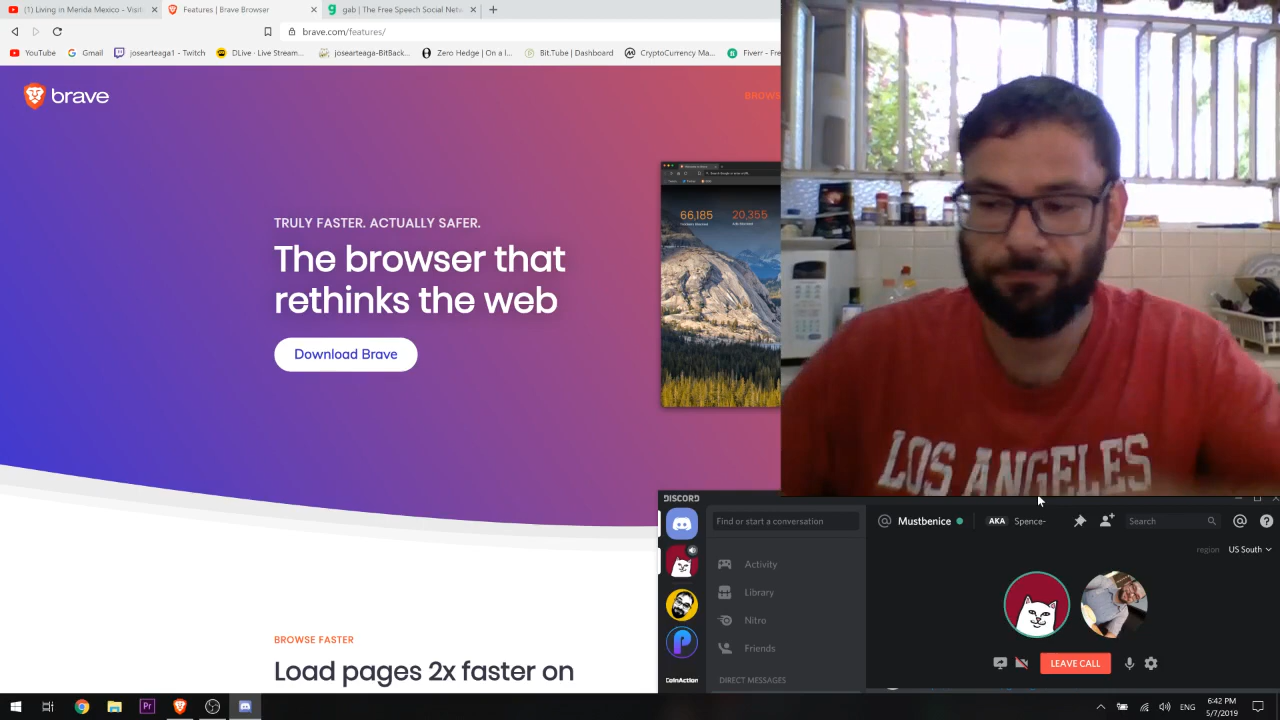 (1) Living in Merida Mexico - Visiti
Features | Brave Browser
gab | The Free Speech Social Netw
brave.com/features/
YouTube
Gmail
josearteaga1 - Twitch
DLive · Live Stream...
josearteaga-BitBack...
Zero Hedge | On a l...
Bit.Tube | Dashboard
CryptoCurrency Ma...
Fiverr - Fre
brave
BROWS
TRULY FASTER. ACTUALLY SAFER.
The browser that
rethinks the web
Download Brave
66,185
20,355
LOS ANGELES
BROWSE FASTER
Load pages 2x faster on
DISCORD
Find or start a conversation
Mustbenice
AKA
Spence-
Search
region
US South
Activity
Library
Nitro
Friends
DIRECT MESSAGES
CoinAction
LEAVE CALL
Pr
ENG
6:42 PM
5/7/2019